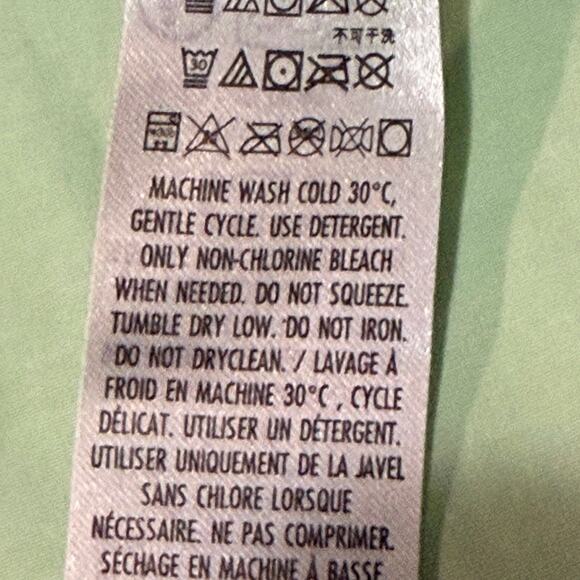 不可干洗
30
MACHINE WASH COLD 30°C,
GENTLE CYCLE. USE DETERGENT.
ONLY NON-CHLORINE BLEACH
WHEN NEEDED. DO NOT SQUEEZE.
TUMBLE DRY LOW. DO NOT IRON.
DO NOT DRYCLEAN. / LAVAGE À
FROID EN MACHINE 30°C , CYCLE
DÉLICAT. UTILISER UN DÉTERGENT.
UTILISER UNIQUEMENT DE LA JAVEL
SANS CHLORE LORSQUE
NÉCESSAIRE. NE PAS COMPRIMER.
SÉCHAGE EN MACHINE À BASSE